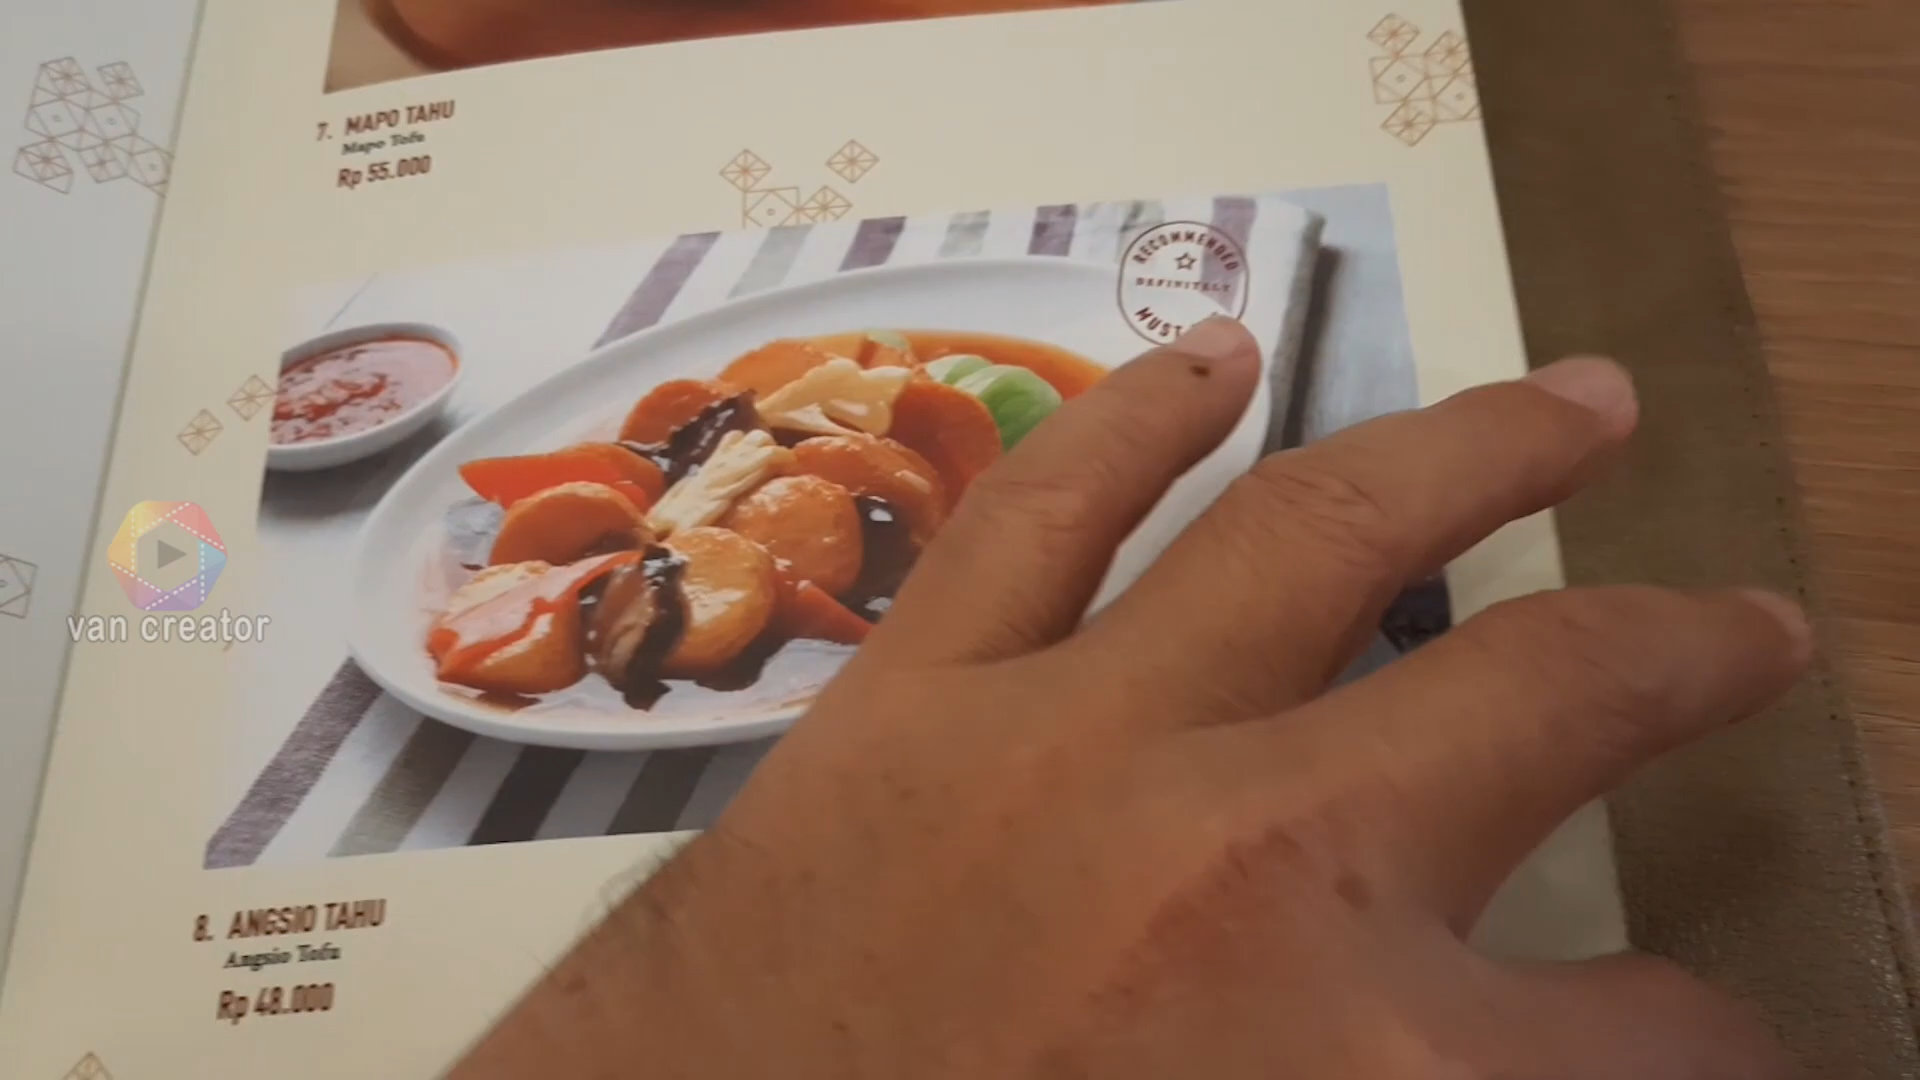 7. MAPO TAHU
Mapo Tofu
Rp 55.000
RECOMMENDED
DEFINITELY
MUST
van creator
8. ANGSIO TAHU
Angsio Tofu
Rp 48.000